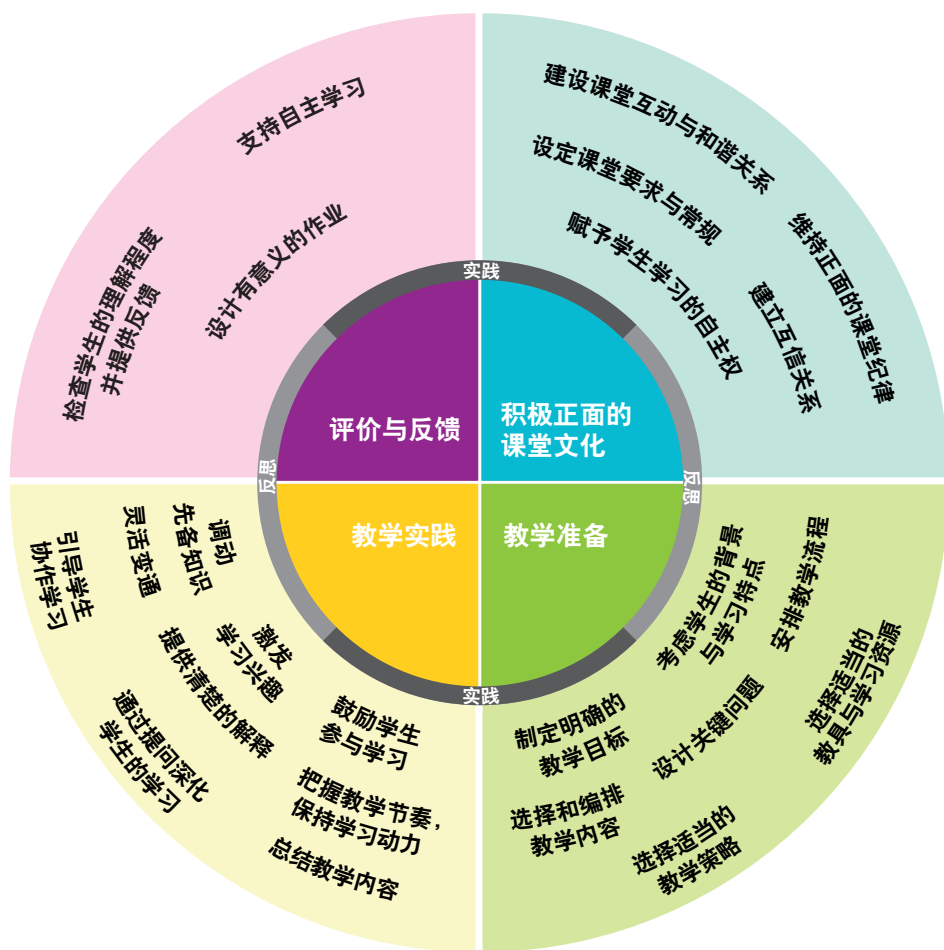 支持自主学习
设计有意义的作业
检查学生的理解程度
并提供反馈
建设课堂互动与和谐关系
设定课堂要求与常规
赋予学生学习的自主权
维持正面的课堂纪律
建立互信关系
实践
反思
反思
实践
评价与反馈
积极正面的
课堂文化
教学实践
教学准备
引导学生
协作学习
灵活变通
调动
先备知识
激发
学习兴趣
提供清楚的解释
通过提问深化
学生的学习
鼓励学生
参与学习
把握教学节奏，
保持学习动力
总结教学内容
考虑学生的背景
与学习特点
安排教学流程
选择适当的
教具与学习资源
制定明确的
教学目标
设计关键问题
选择和编排
教学内容
选择适当的
教学策略